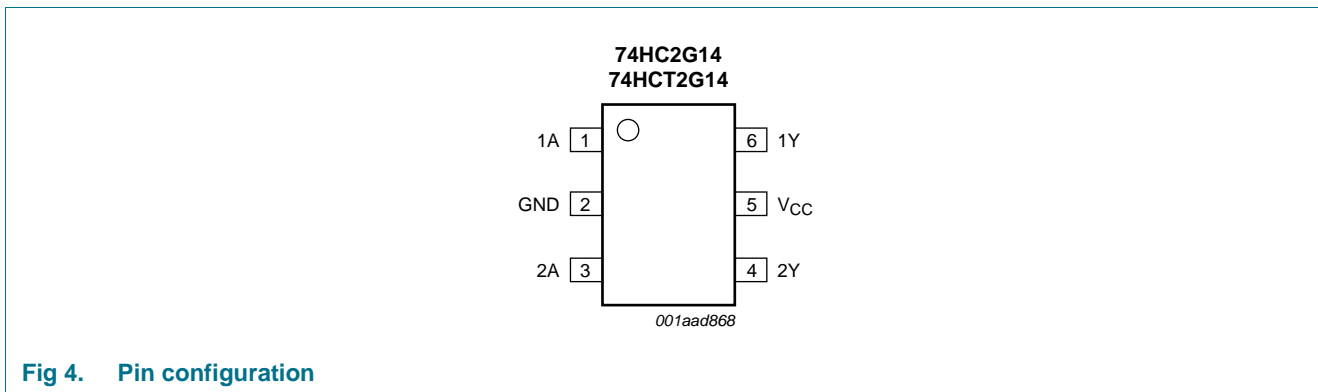 74HC2G14
74HCT2G14
1A 1 6 1Y
GND 2 5 VCC
2A 3 4 2Y
001aad868
Fig 4. Pin configuration